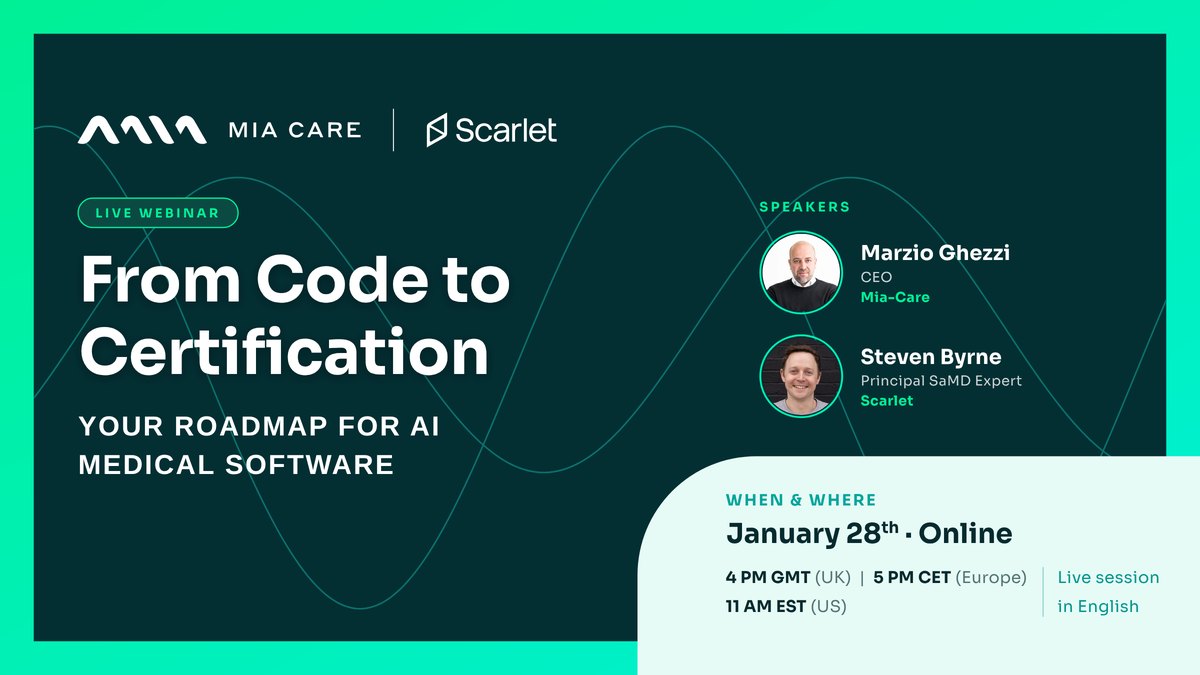 MIA CARE | Scarlet
LIVE WEBINAR
From Code to
Certification
YOUR ROADMAP FOR AI
MEDICAL SOFTWARE
SPEAKERS
Marzio Ghezzi
CEO
Mia-Care
Steven Byrne
Principal SaMD Expert
Scarlet
WHEN & WHERE
January 28th · Online
4 PM GMT (UK) | 5 PM CET (Europe)
11 AM EST (US)
Live session
in English